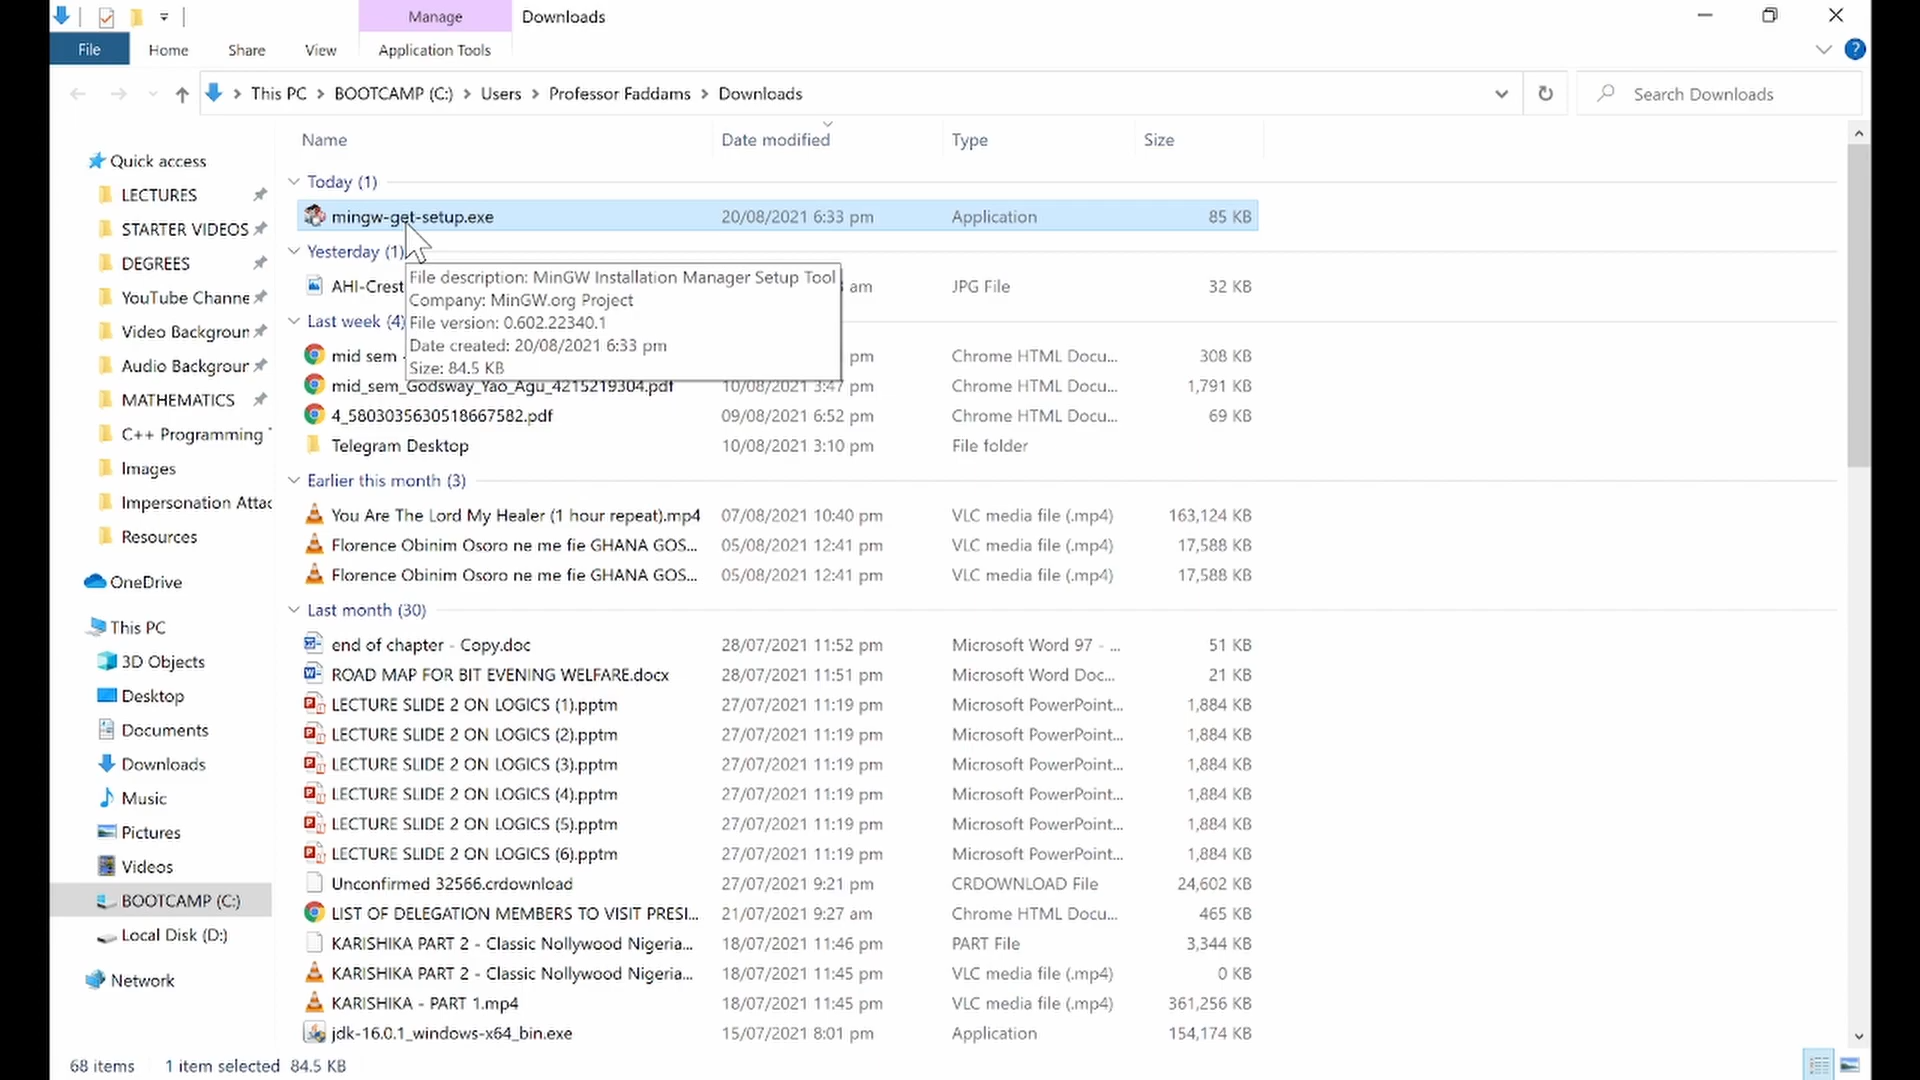 Manage
Downloads
File
Home
Share
View
Application Tools
?
This PC > BOOTCAMP (C:) > Users > Professor Faddams > Downloads
Search Downloads
Name
Date modified
Type
Size
Quick access
LECTURES
STARTER VIDEOS
DEGREES
YouTube Channe
Video Backgroun
Audio Backgroun
MATHEMATICS
C++ Programming
Images
Impersonation Attac
Resources
OneDrive
This PC
3D Objects
Desktop
Documents
Downloads
Music
Pictures
Videos
BOOTCAMP (C:)
Local Disk (D:)
Network
Today (1)
mingw-get-setup.exe 20/08/2021 6:33 pm Application 85 KB
Yesterday (1)
AHI-Crest am JPG File 32 KB
File description: MinGW Installation Manager Setup Tool
Company: MinGW.org Project
File version: 0.602.22340.1
Date created: 20/08/2021 6:33 pm
Size: 84.5 KB
Last week (4)
mid sem pm Chrome HTML Docu... 308 KB
mid_sem_Godsway_Yao_Agu_4215219304.pdf 10/08/2021 3:47 pm Chrome HTML Docu... 1,791 KB
4_5803035630518667582.pdf 09/08/2021 6:52 pm Chrome HTML Docu... 69 KB
Telegram Desktop 10/08/2021 3:10 pm File folder
Earlier this month (3)
You Are The Lord My Healer (1 hour repeat).mp4 07/08/2021 10:40 pm VLC media file (.mp4) 163,124 KB
Florence Obinim Osoro ne me fie GHANA GOS... 05/08/2021 12:41 pm VLC media file (.mp4) 17,588 KB
Florence Obinim Osoro ne me fie GHANA GOS... 05/08/2021 12:41 pm VLC media file (.mp4) 17,588 KB
Last month (30)
end of chapter - Copy.doc 28/07/2021 11:52 pm Microsoft Word 97 - ... 51 KB
ROAD MAP FOR BIT EVENING WELFARE.docx 28/07/2021 11:51 pm Microsoft Word Doc... 21 KB
LECTURE SLIDE 2 ON LOGICS (1).pptm 27/07/2021 11:19 pm Microsoft PowerPoint... 1,884 KB
LECTURE SLIDE 2 ON LOGICS (2).pptm 27/07/2021 11:19 pm Microsoft PowerPoint... 1,884 KB
LECTURE SLIDE 2 ON LOGICS (3).pptm 27/07/2021 11:19 pm Microsoft PowerPoint... 1,884 KB
LECTURE SLIDE 2 ON LOGICS (4).pptm 27/07/2021 11:19 pm Microsoft PowerPoint... 1,884 KB
LECTURE SLIDE 2 ON LOGICS (5).pptm 27/07/2021 11:19 pm Microsoft PowerPoint... 1,884 KB
LECTURE SLIDE 2 ON LOGICS (6).pptm 27/07/2021 11:19 pm Microsoft PowerPoint... 1,884 KB
Unconfirmed 32566.crdownload 27/07/2021 9:21 pm CRDOWNLOAD File 24,602 KB
LIST OF DELEGATION MEMBERS TO VISIT PRESI... 21/07/2021 9:27 am Chrome HTML Docu... 465 KB
KARISHIKA PART 2 - Classic Nollywood Nigeria... 18/07/2021 11:46 pm PART File 3,344 KB
KARISHIKA PART 2 - Classic Nollywood Nigeria... 18/07/2021 11:45 pm VLC media file (.mp4) 0 KB
KARISHIKA - PART 1.mp4 18/07/2021 11:45 pm VLC media file (.mp4) 361,256 KB
jdk-16.0.1_windows-x64_bin.exe 15/07/2021 8:01 pm Application 154,174 KB
68 items 1 item selected 84.5 KB